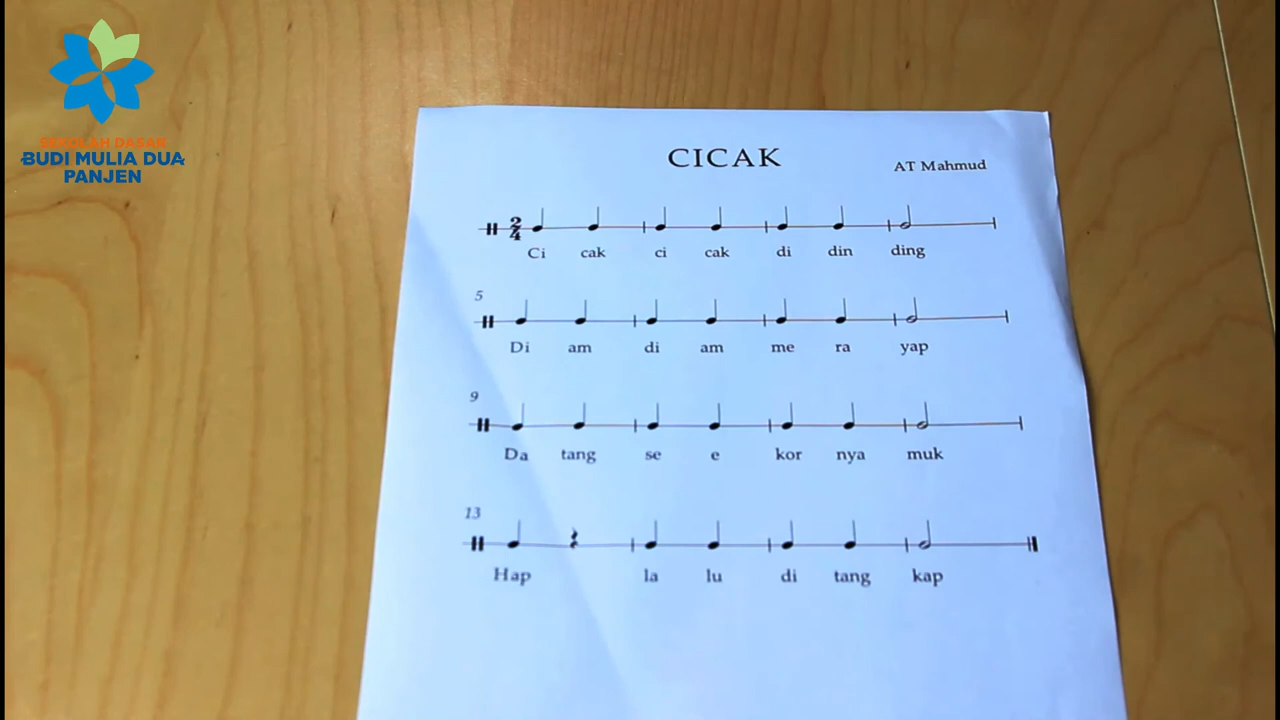 SEKOLAH DASAR
BUDI MULIA DUA
PANJEN
CICAK
AT Mahmud
2
4
Ci cak ci cak di din ding
5
Di am di am me ra yap
9
Da tang se e kor nya muk
13
Hap la lu di tang kap